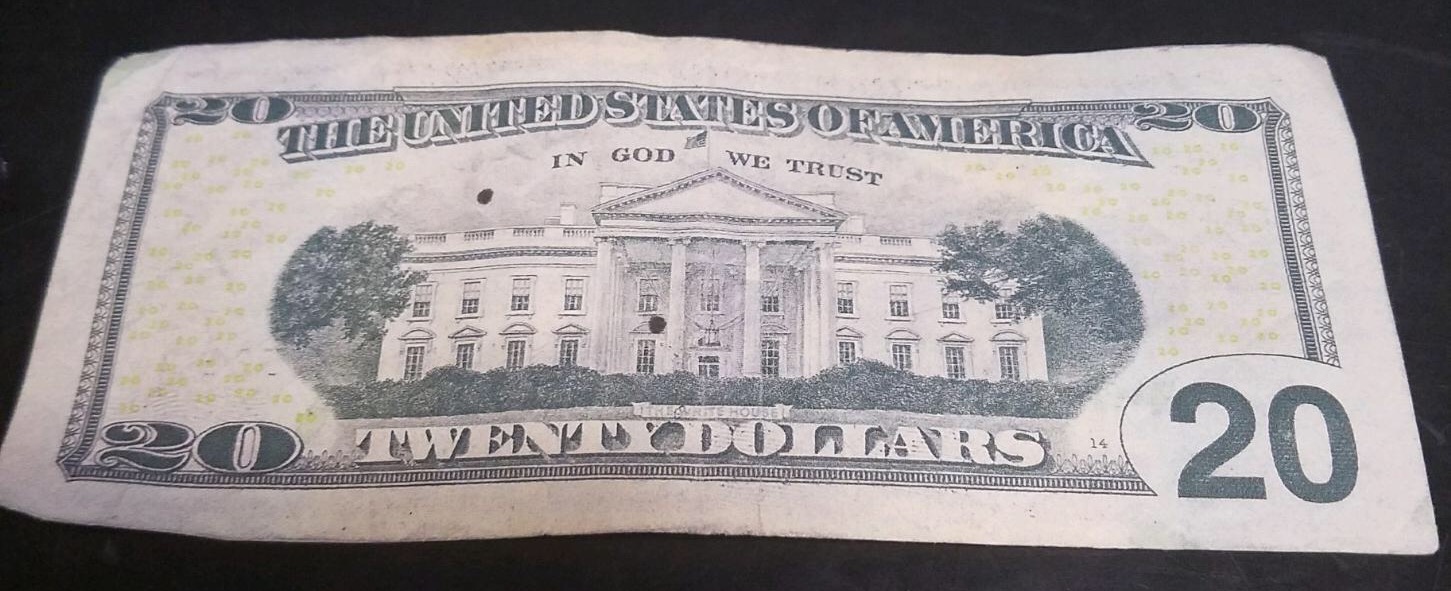 20 20
THE UNITED STATES OF AMERICA
IN GOD WE TRUST
THE WHITE HOUSE
20 TWENTY DOLLARS 14 20